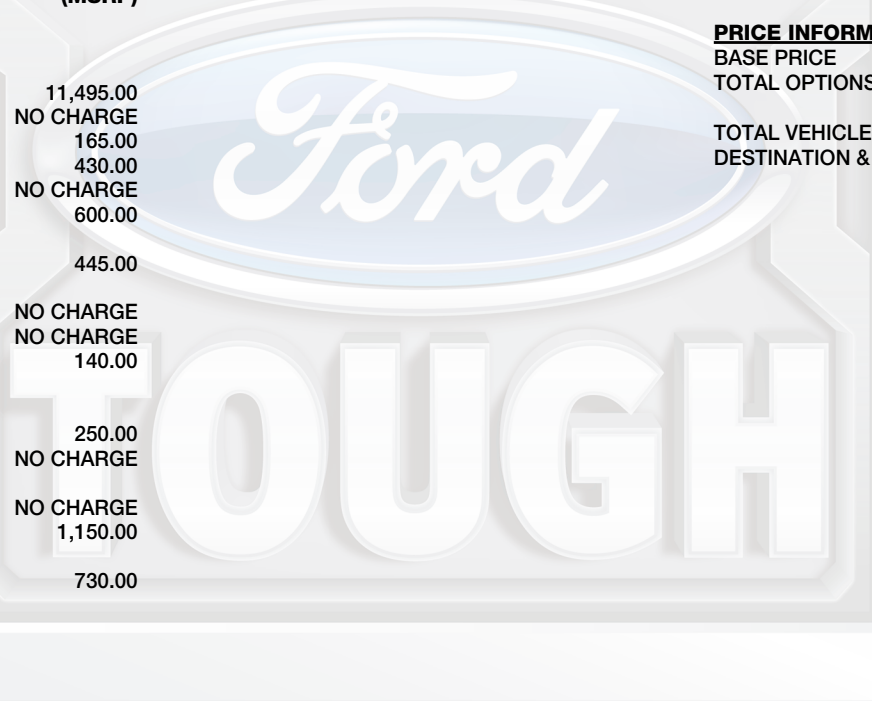 (MSRP)
11,495.00
NO CHARGE
165.00
430.00
NO CHARGE
600.00
445.00
NO CHARGE
NO CHARGE
140.00
250.00
NO CHARGE
NO CHARGE
1,150.00
730.00
PRICE INFORM
BASE PRICE
TOTAL OPTIONS
TOTAL VEHICLE
DESTINATION &
Ford
TOUGH